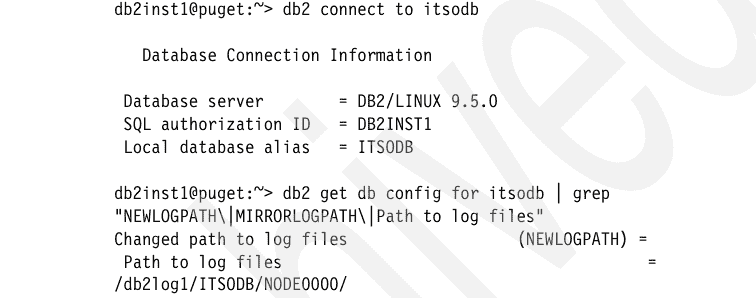 db2inst1@puget:~> db2 connect to itsodb
Database Connection Information
Database server = DB2/LINUX 9.5.0
SQL authorization ID = DB2INST1
Local database alias = ITSODB
db2inst1@puget:~> db2 get db config for itsodb | grep
"NEWLOGPATH\|MIRRORLOGPATH\|Path to log files"
Changed path to log files (NEWLOGPATH) =
Path to log files =
/db2log1/ITSODB/NODE0000/